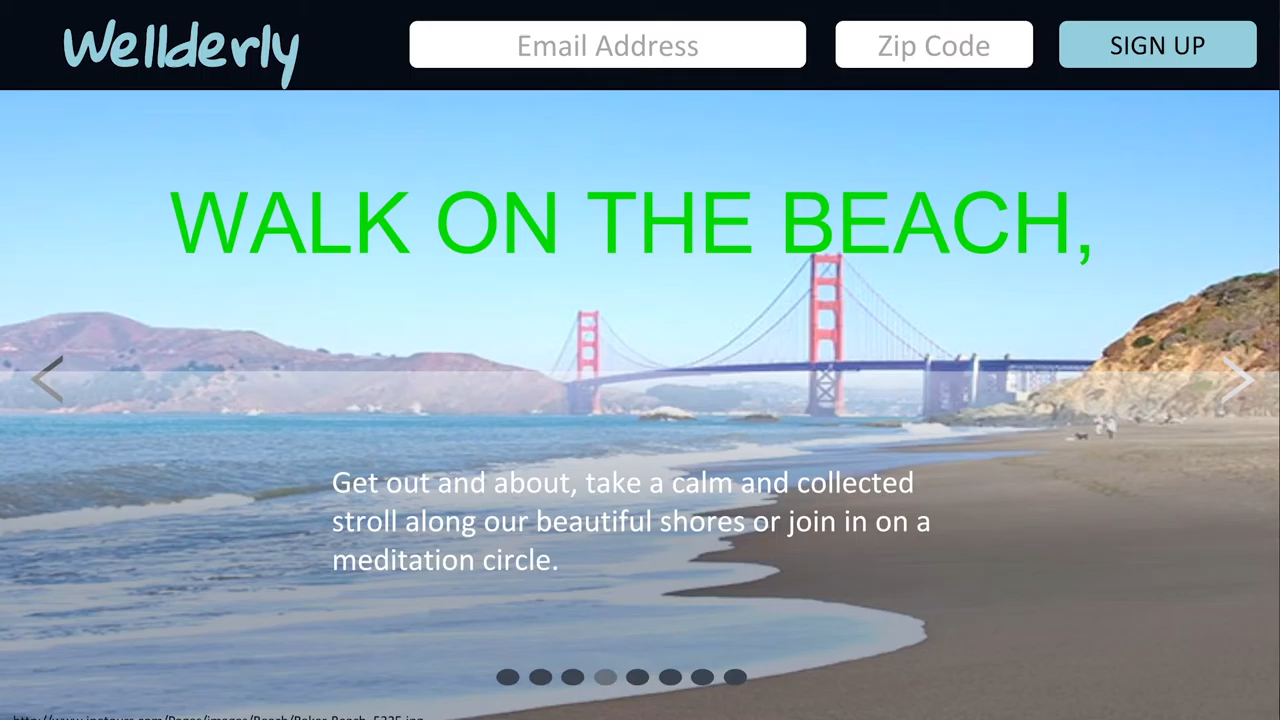 Wellderly
Email Address
Zip Code
SIGN UP
WALK ON THE BEACH,
Get out and about, take a calm and collected
stroll along our beautiful shores or join in on a
meditation circle.